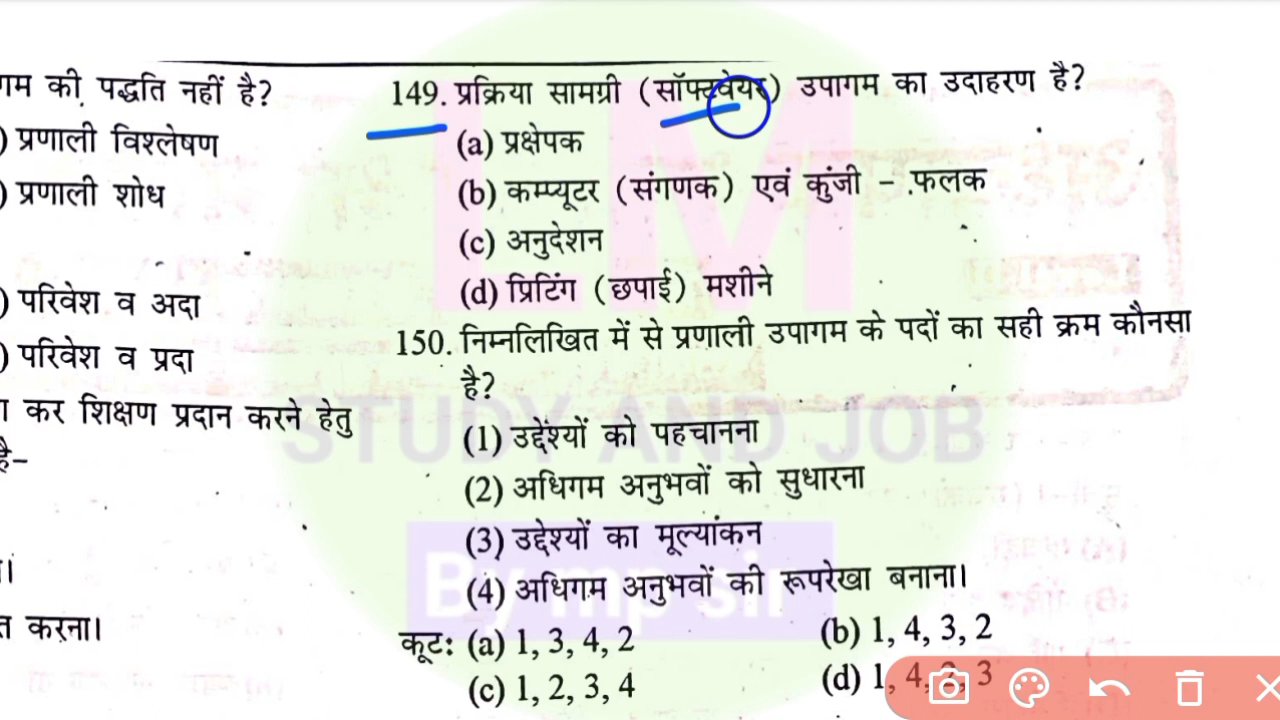 गम की पद्धति नहीं है?
) प्रणाली विश्लेषण
) प्रणाली शोध
) परिवेश व अदा
) परिवेश व प्रदा
कर शिक्षण प्रदान करने हेतु
है–
करना।
149. प्रक्रिया सामग्री (सॉफ्टवेयर) उपागम का उदाहरण है?
(a) प्रक्षेपक
(b) कम्प्यूटर (संगणक) एवं कुंजी - फलक
(c) अनुदेशन
(d) प्रिटिंग (छपाई) मशीने
150. निम्नलिखित में से प्रणाली उपागम के पदों का सही क्रम कौनसा
है?
(1) उद्देश्यों को पहचानना
(2) अधिगम अनुभवों को सुधारना
(3) उद्देश्यों का मूल्यांकन
(4) अधिगम अनुभवों की रूपरेखा बनाना।
कूट: (a) 1, 3, 4, 2 (b) 1, 4, 3, 2
(c) 1, 2, 3, 4 (d) 1, 4, 2, 3
LM
STUDY AND JOB
By mp sir